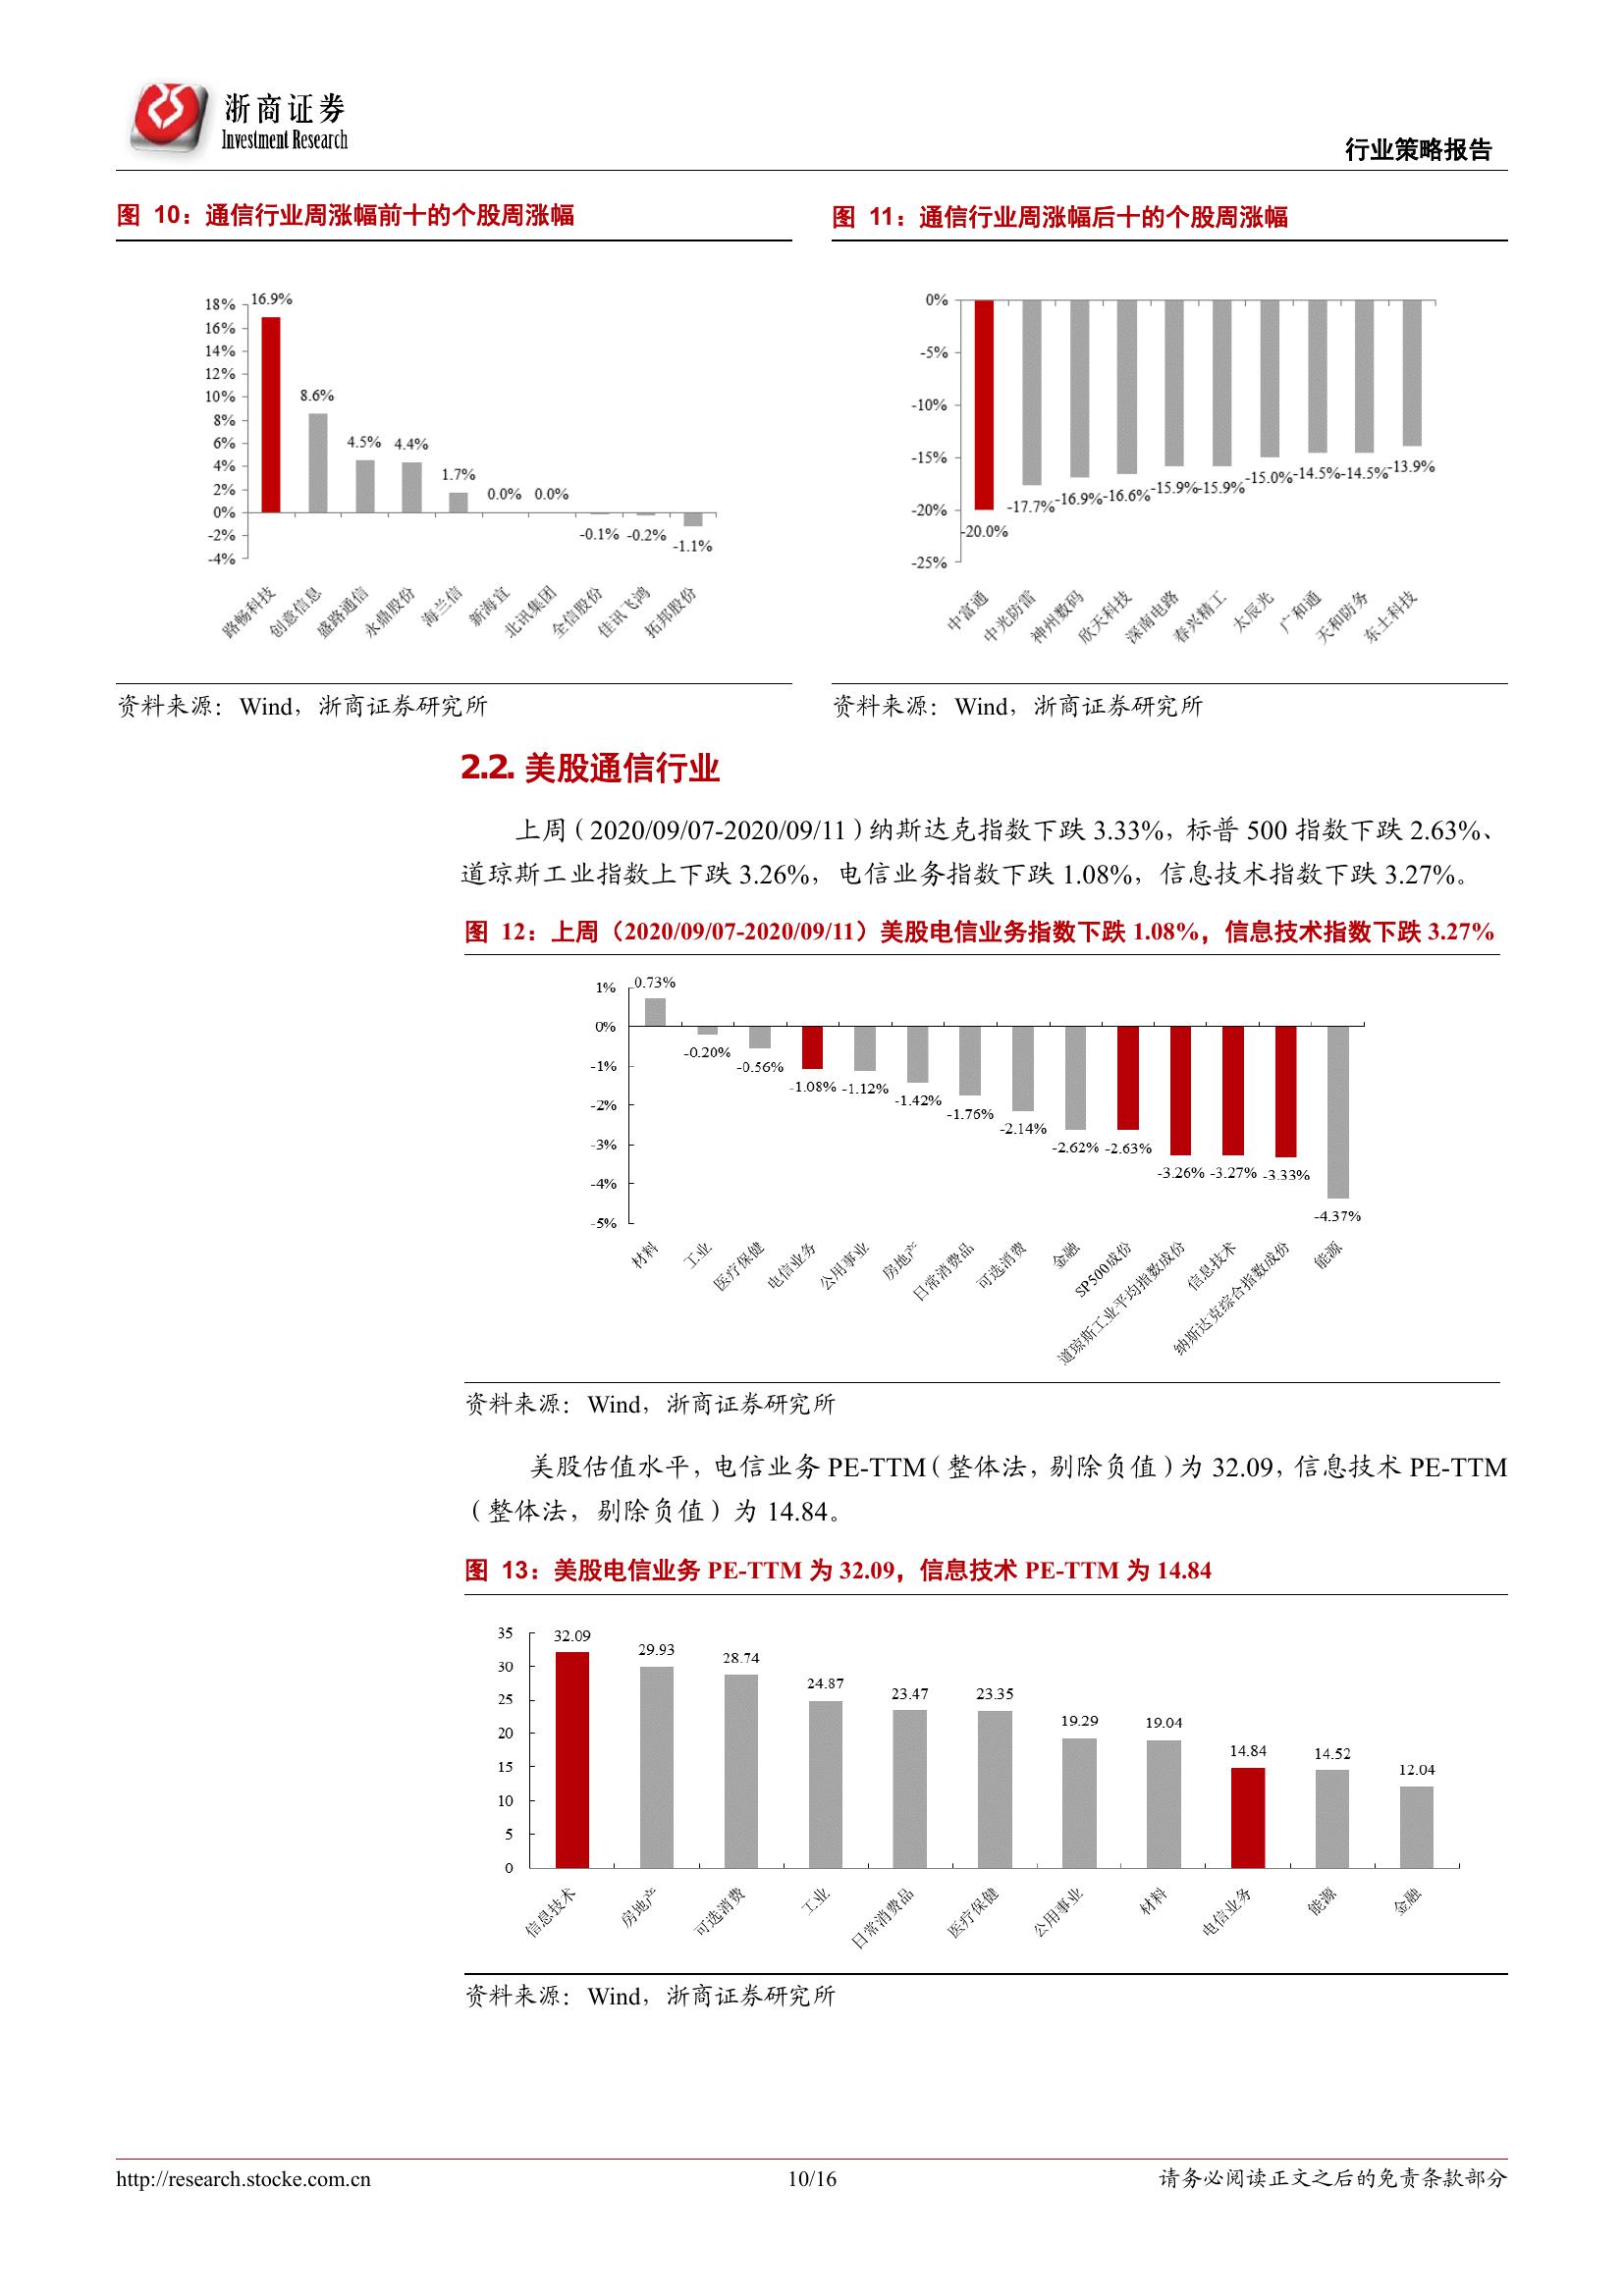 浙商证券
Investment Research
行业策略报告
图 10：通信行业周涨幅前十的个股周涨幅
18%
16%
14%
12%
10%
8%
6%
4%
2%
0%
-2%
-4%
16.9%
8.6%
4.5%
4.4%
1.7%
0.0%
0.0%
-0.1%
-0.2%
-1.1%
路畅科技
创意信息
盛路通信
永鼎股份
海兰信
新海宜
北讯集团
全信股份
佳讯飞鸿
拓邦股份
资料来源：Wind，浙商证券研究所
图 11：通信行业周涨幅后十的个股周涨幅
0%
-5%
-10%
-15%
-20%
-25%
-20.0%
-17.7%
-16.9%
-16.6%
-15.9%
-15.9%
-15.0%
-14.5%
-14.5%
-13.9%
中富通
中光防雷
神州数码
欣天科技
深南电路
春兴精工
太辰光
广和通
天和防务
东土科技
资料来源：Wind，浙商证券研究所
2.2. 美股通信行业
上周（2020/09/07-2020/09/11）纳斯达克指数下跌 3.33%，标普 500 指数下跌 2.63%、
道琼斯工业指数上下跌 3.26%，电信业务指数下跌 1.08%，信息技术指数下跌 3.27%。
图 12：上周（2020/09/07-2020/09/11）美股电信业务指数下跌 1.08%，信息技术指数下跌 3.27%
1%
0%
-1%
-2%
-3%
-4%
-5%
0.73%
-0.20%
-0.56%
-1.08%
-1.12%
-1.42%
-1.76%
-2.14%
-2.62%
-2.63%
-3.26%
-3.27%
-3.33%
-4.37%
材料
工业
医疗保健
电信业务
公用事业
房地产
日常消费品
可选消费
金融
SP500成份
道琼斯工业平均指数成份
信息技术
纳斯达克综合指数成份
能源
资料来源：Wind，浙商证券研究所
美股估值水平，电信业务 PE-TTM（整体法，剔除负值）为 32.09，信息技术 PE-TTM
（整体法，剔除负值）为 14.84。
图 13：美股电信业务 PE-TTM 为 32.09，信息技术 PE-TTM 为 14.84
35
30
25
20
15
10
5
0
32.09
29.93
28.74
24.87
23.47
23.35
19.29
19.04
14.84
14.52
12.04
信息技术
房地产
可选消费
工业
日常消费品
医疗保健
公用事业
材料
电信业务
能源
金融
资料来源：Wind，浙商证券研究所
http://research.stocke.com.cn
10/16
请务必阅读正文之后的免责条款部分